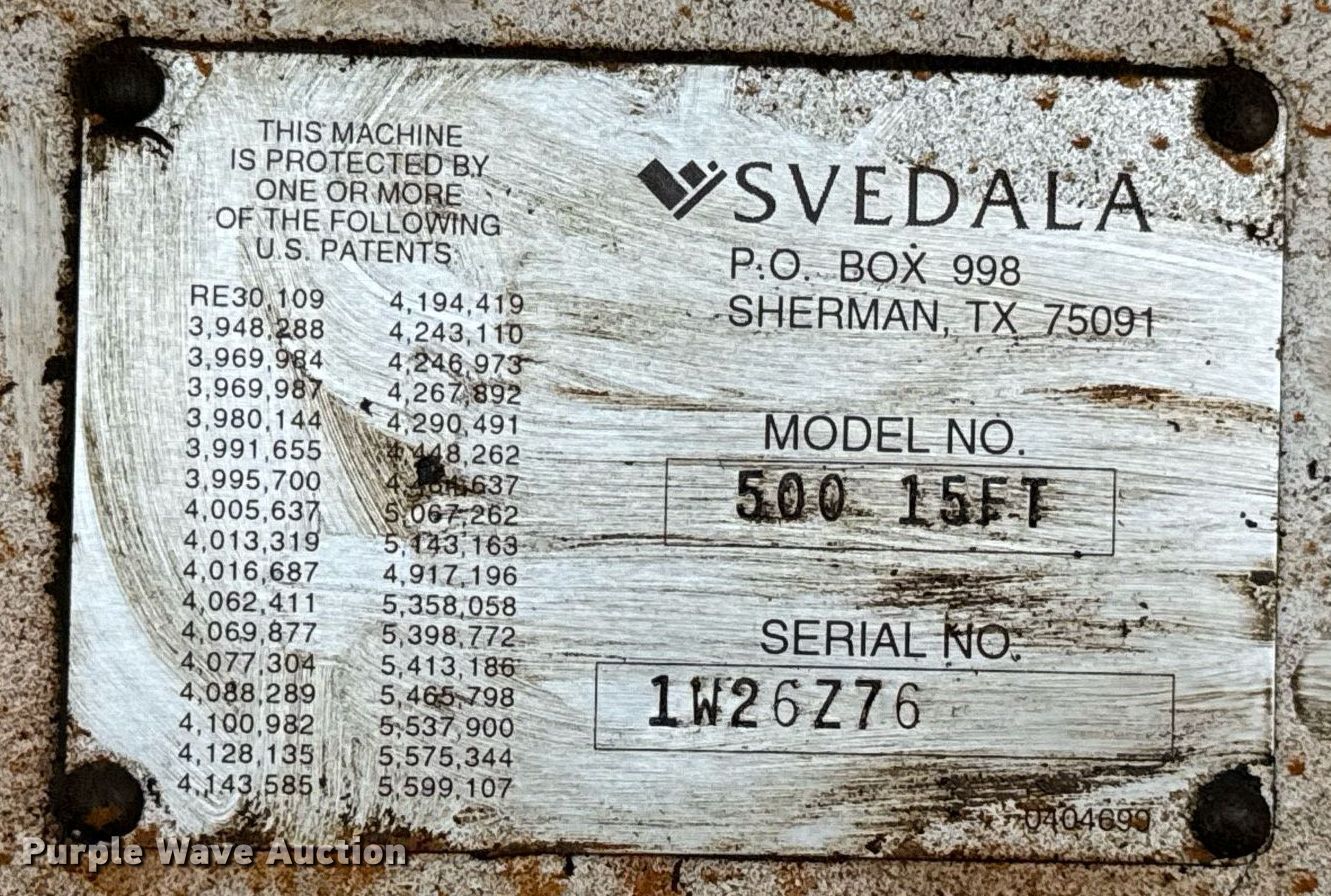 THIS MACHINE
IS PROTECTED BY
ONE OR MORE
OF THE FOLLOWING
U.S. PATENTS
RE30,109 4,194,419
3,948,288 4,243,110
3,969,984 4,246,973
3,969,987 4,267,892
3,980,144 4,290,491
3,991,655 4,448,262
3,995,700
4,005,637 5,067,262
4,013,319 5,143,163
4,016,687 4,917,196
4,062,411 5,358,058
4,069,877 5,398,772
4,077,304 5,413,186
4,088,289 5,465,798
4,100,982 5,537,900
4,128,135 5,575,344
4,143,585 5,599,107
SVEDALA
P.O. BOX 998
SHERMAN, TX 75091
MODEL NO.
500 15FT
SERIAL NO.
1W26Z76
0404699
Purple Wave Auction